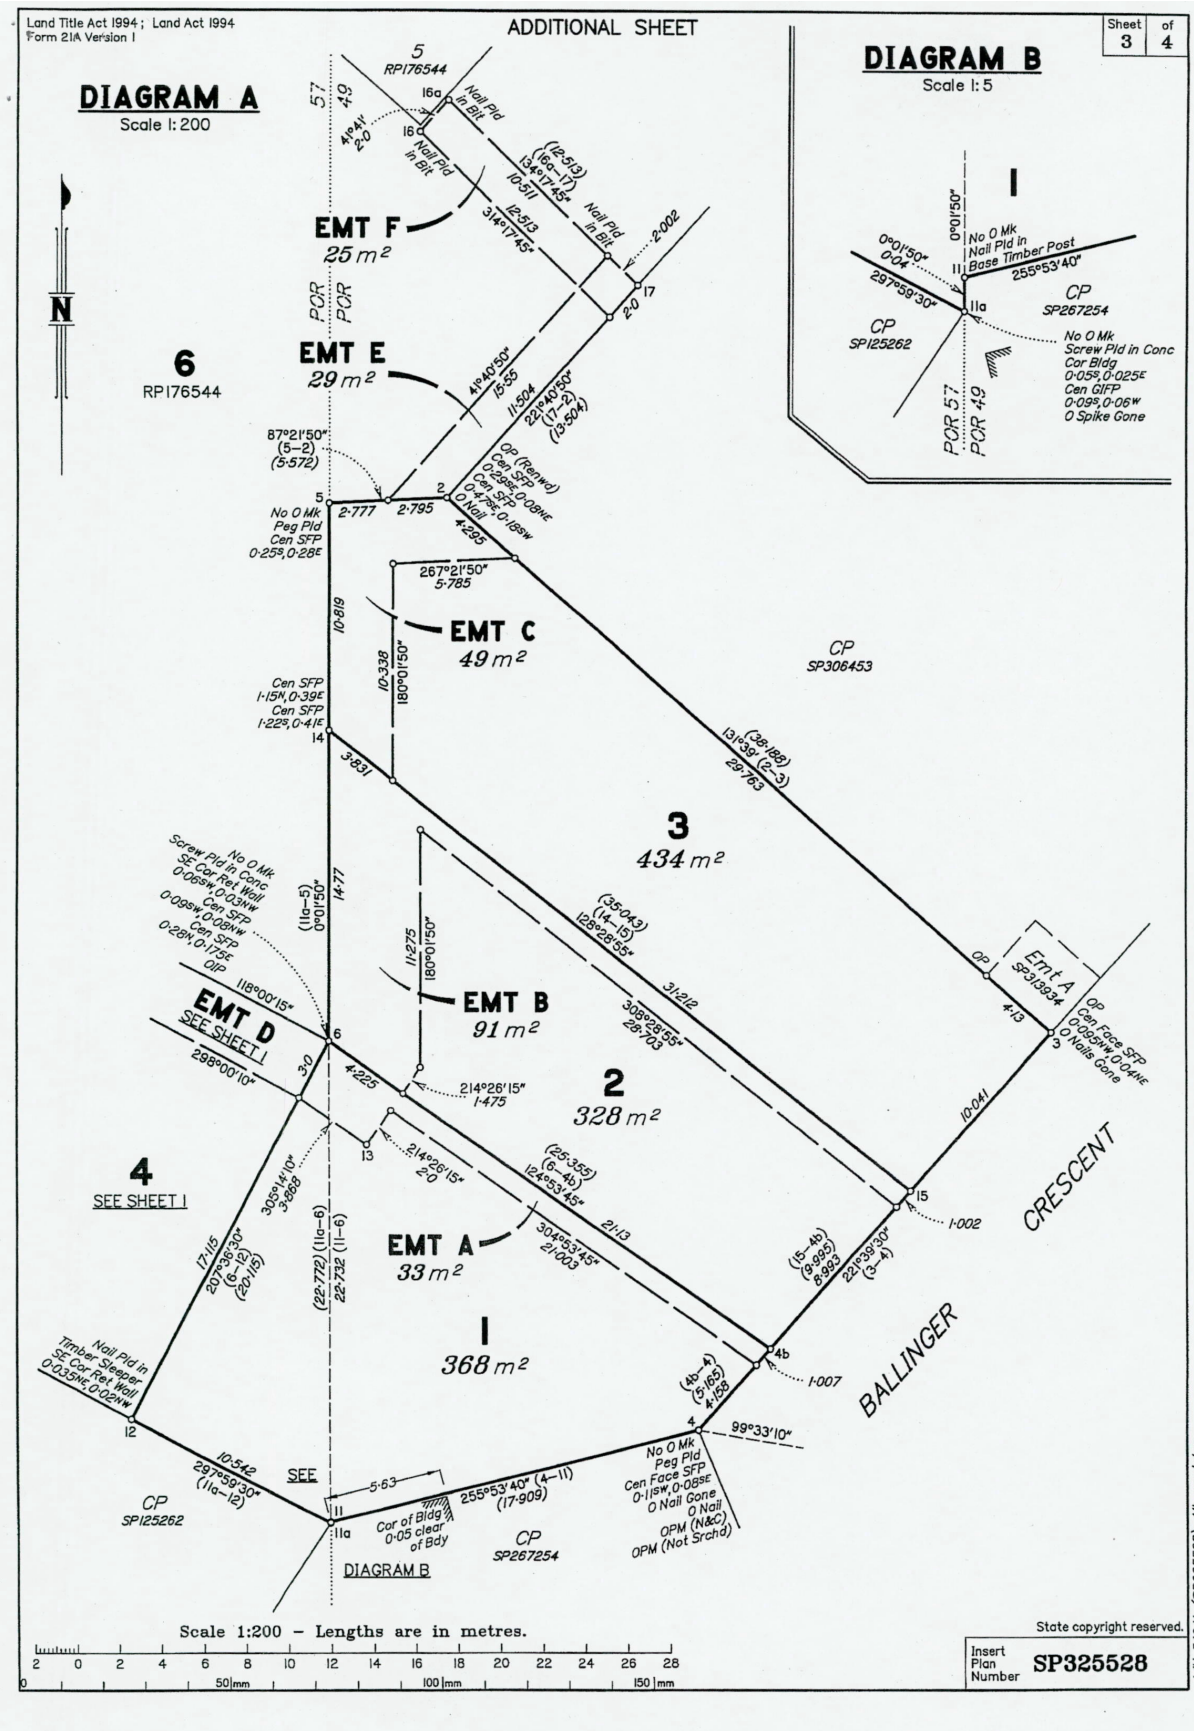 Land Title Act 1994 ; Land Act 1994
Form 21A Version 1
ADDITIONAL SHEET
Sheet of
3 4
DIAGRAM A
Scale 1:200
DIAGRAM B
Scale 1:5
5
RP176544
57
49
POR
POR
16a
16
41°41'
2·0
Nail Pld
in Bit
Nail Pld
in Bit
(12·513)
(16a-17)
134°17'45"
10·511
12·513
314°17'45"
Nail Pld
in Bit
2·002
17
2·0
EMT F
25 m²
N
6
RP176544
EMT E
29 m²
41°40'50"
15·55
11·504
221°40'50"
(17-2)
(13·504)
87°21'50"
(5-2)
(5·572)
5
2
2·777
2·795
OP (Renwd)
Cen SFP
0·29SE,0·08NE
Cen SFP
0·47SE,0·18SW
O Nail
4·295
No O Mk
Peg Pld
Cen SFP
0·25S,0·28E
267°21'50"
5·785
10·819
EMT C
49 m²
10·338
180°01'50"
Cen SFP
1·15N,0·39E
Cen SFP
1·22S,0·41E
14
3·831
CP
SP306453
(38·188)
131°39' (2-3)
29·763
3
434 m²
No O Mk
Screw Pld in Conc
SE Cor Ret Wall
0·06SW,0·03NW
Cen SFP
0·09SW,0·08NW
Cen SFP
0·28N,0·175E
OIP
(11a-5)
0°01'50"
14·77
11·275
180°01'50"
(35·043)
(14-15)
128°28'55"
31·212
308°28'55"
28·703
OP
Emt A
SP313934
4·13
OP
Cen Face SFP
0·095NW,0·04NE
O Nails Gone
3
118°00'15"
EMT D
SEE SHEET 1
298°00'10"
6
3·0
4·225
EMT B
91 m²
214°26'15"
1·475
2
328 m²
10·041
13
214°26'15"
2·0
305°14'10"
3·868
4
SEE SHEET 1
(25·355)
(6-4b)
124°53'45"
21·13
304°53'45"
21·003
EMT A
33 m²
15
1·002
(15-4b)
(9·995)
8·993
221°39'30"
(3-4)
BALLINGER
CRESCENT
17·115
207°36'30"
(6-12)
(20·115)
(22·772) (11a-6)
22·732 (11-6)
1
368 m²
4b
1·007
(4b-4)
(5·165)
4·158
4
99°33'10"
Nail Pld in
Timber Sleeper
SE Cor Ret Wall
0·035NE,0·02NW
12
10·542
297°59'30"
(11a-12)
SEE
5·63
11
11a
Cor of Bldg
0·05 clear
of Bdy
255°53'40" (4-11)
(17·909)
No O Mk
Peg Pld
Cen Face SFP
0·11SW,0·08SE
O Nail Gone
O Nail
OPM (N&C)
OPM (Not Srchd)
CP
SP125262
CP
SP267254
DIAGRAM B
1
0°01'50"
No O Mk
Nail Pld in
Base Timber Post
11
255°53'40"
0°01'50"
0·04
297°59'30"
11a
CP
SP267254
CP
SP125262
No O Mk
Screw Pld in Conc
Cor Bldg
0·05S,0·025E
Cen GIFP
0·09S,0·06W
O Spike Gone
POR 57
POR 49
Scale 1:200 - Lengths are in metres.
2 0 2 4 6 8 10 12 14 16 18 20 22 24 26 28
0 50 mm 100 mm 150 mm
State copyright reserved.
Insert
Plan
Number
SP325528